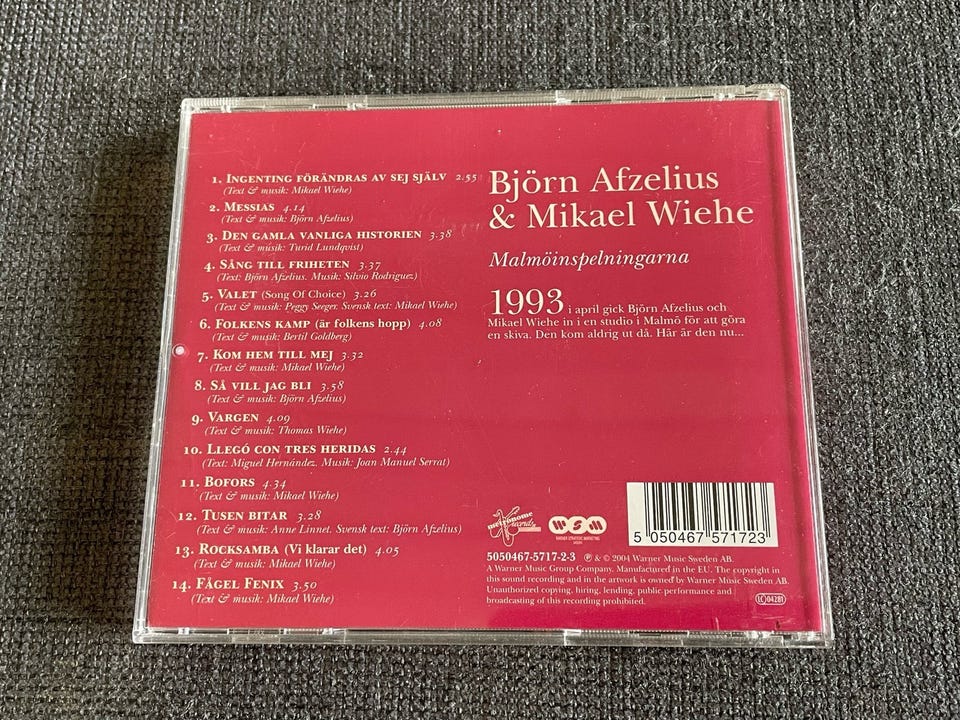 1. Ingenting förändras av sej själv 2.55
(Text & musik: Mikael Wiehe)
2. Messias 4.14
(Text & musik: Björn Afzelius)
3. Den gamla vanliga historien 3.38
(Text & musik: Turid Lundqvist)
4. Sång till friheten 3.37
(Text: Björn Afzelius. Musik: Silvio Rodriguez)
5. Valet (Song Of Choice) 3.26
(Text & musik: Peggy Seeger. Svensk text: Mikael Wiehe)
6. Folkens kamp (är folkens hopp) 4.08
(Text & musik: Bertil Goldberg)
7. Kom hem till mej 3.32
(Text & musik: Mikael Wiehe)
8. Så vill jag bli 3.58
(Text & musik: Björn Afzelius)
9. Vargen 4.09
(Text & musik: Thomas Wiehe)
10. Llegó con tres heridas 2.44
(Text: Miguel Hernández. Musik: Joan Manuel Serrat)
11. Bofors 4.34
(Text & musik: Mikael Wiehe)
12. Tusen bitar 3.28
(Text & musik: Anne Linnet. Svensk text: Björn Afzelius)
13. Rocksamba (Vi klarar det) 4.05
(Text & musik: Mikael Wiehe)
14. Fågel Fenix 3.50
(Text & musik: Mikael Wiehe)
Björn Afzelius
& Mikael Wiehe
Malmöinspelningarna
1993 i april gick Björn Afzelius och
Mikael Wiehe in i en studio i Malmö för att göra
en skiva. Den kom aldrig ut då. Här är den nu...
metronome
records
WSM
WARNER STRATEGIC MARKETING
5 050467 571723
5050467-5717-2-3 ℗ & © 2004 Warner Music Sweden AB.
A Warner Music Group Company. Manufactured in the EU. The copyright in
this sound recording and in the artwork is owned by Warner Music Sweden AB.
Unauthorized copying, hiring, lending, public performance and
broadcasting of this recording prohibited.
LC 04281